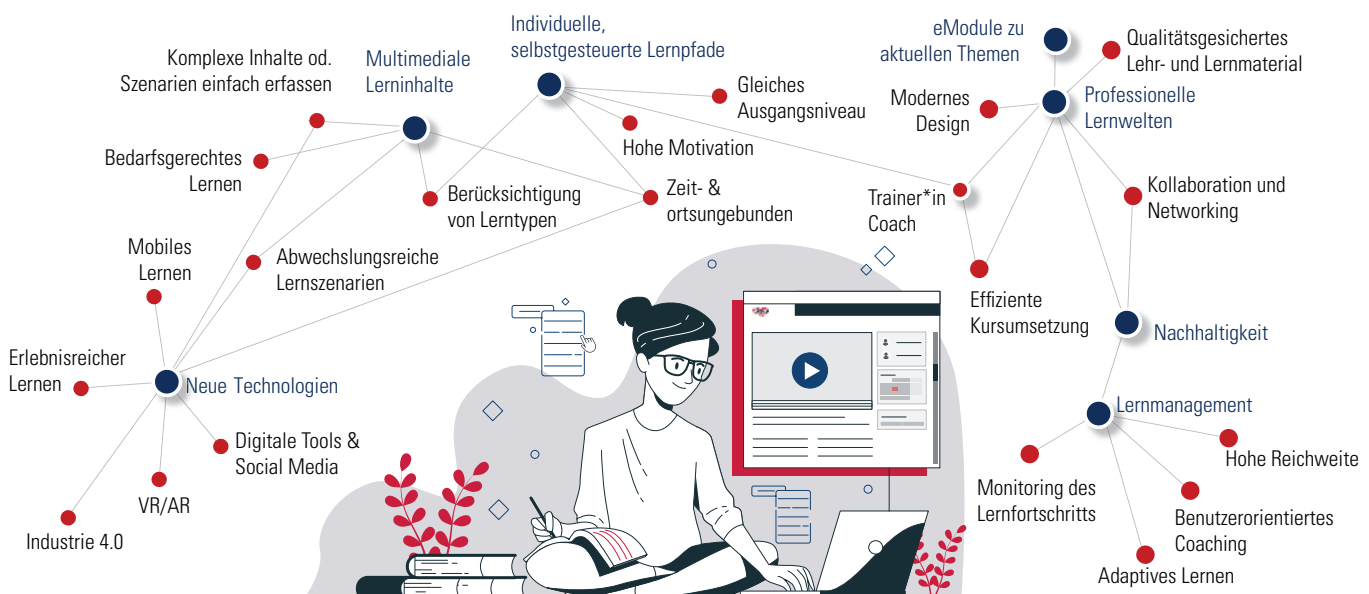 Komplexe Inhalte od.
Szenarien einfach erfassen
Multimediale
Lerninhalte
Individuelle,
selbstgesteuerte Lernpfade
eModule zu
aktuellen Themen
Qualitätsgesichertes
Lehr- und Lernmaterial
Gleiches
Ausgangsniveau
Modernes
Design
Professionelle
Lernwelten
Bedarfsgerechtes
Lernen
Hohe Motivation
Berücksichtigung
von Lerntypen
Zeit- &
ortsungebunden
Trainer*in
Coach
Kollaboration und
Networking
Mobiles
Lernen
Abwechslungsreiche
Lernszenarien
Effiziente
Kursumsetzung
Nachhaltigkeit
Erlebnisreicher
Lernen
Neue Technologien
Lernmanagement
Digitale Tools &
Social Media
Hohe Reichweite
VR/AR
Monitoring des
Lernfortschritts
Industrie 4.0
Benutzerorientiertes
Coaching
Adaptives Lernen